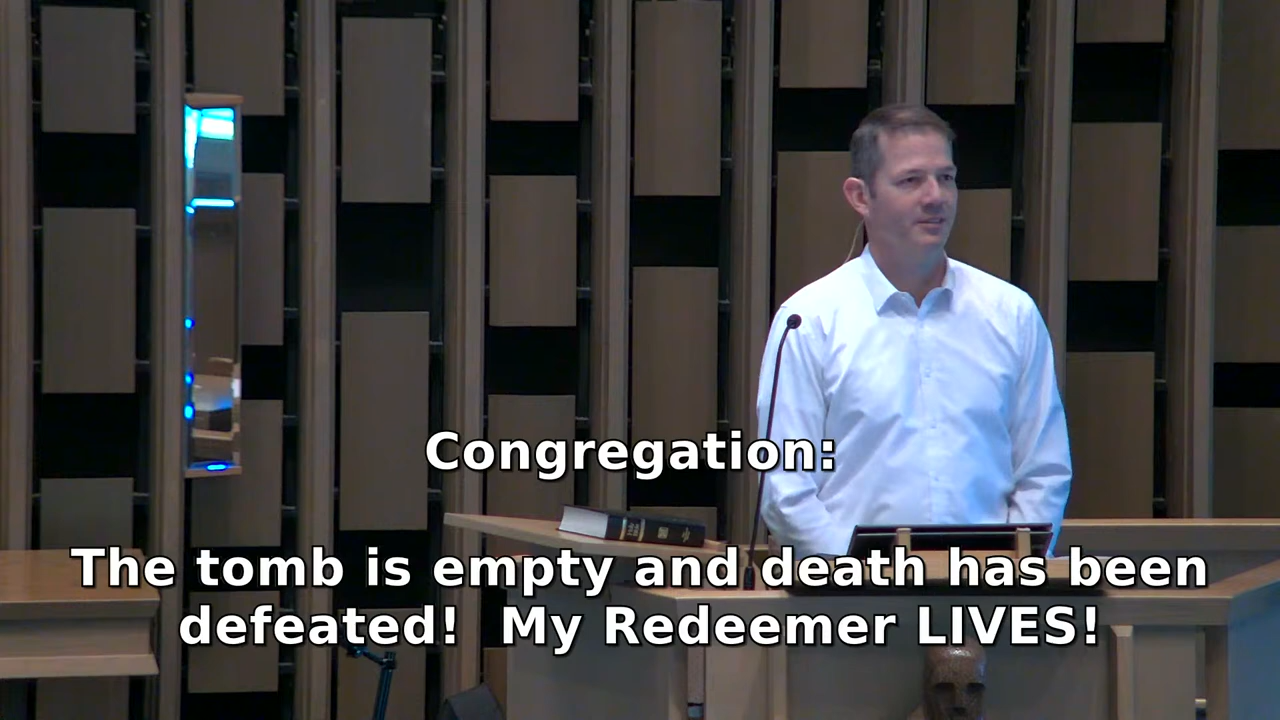 Congregation:
The tomb is empty and death has been
defeated!  My Redeemer LIVES!